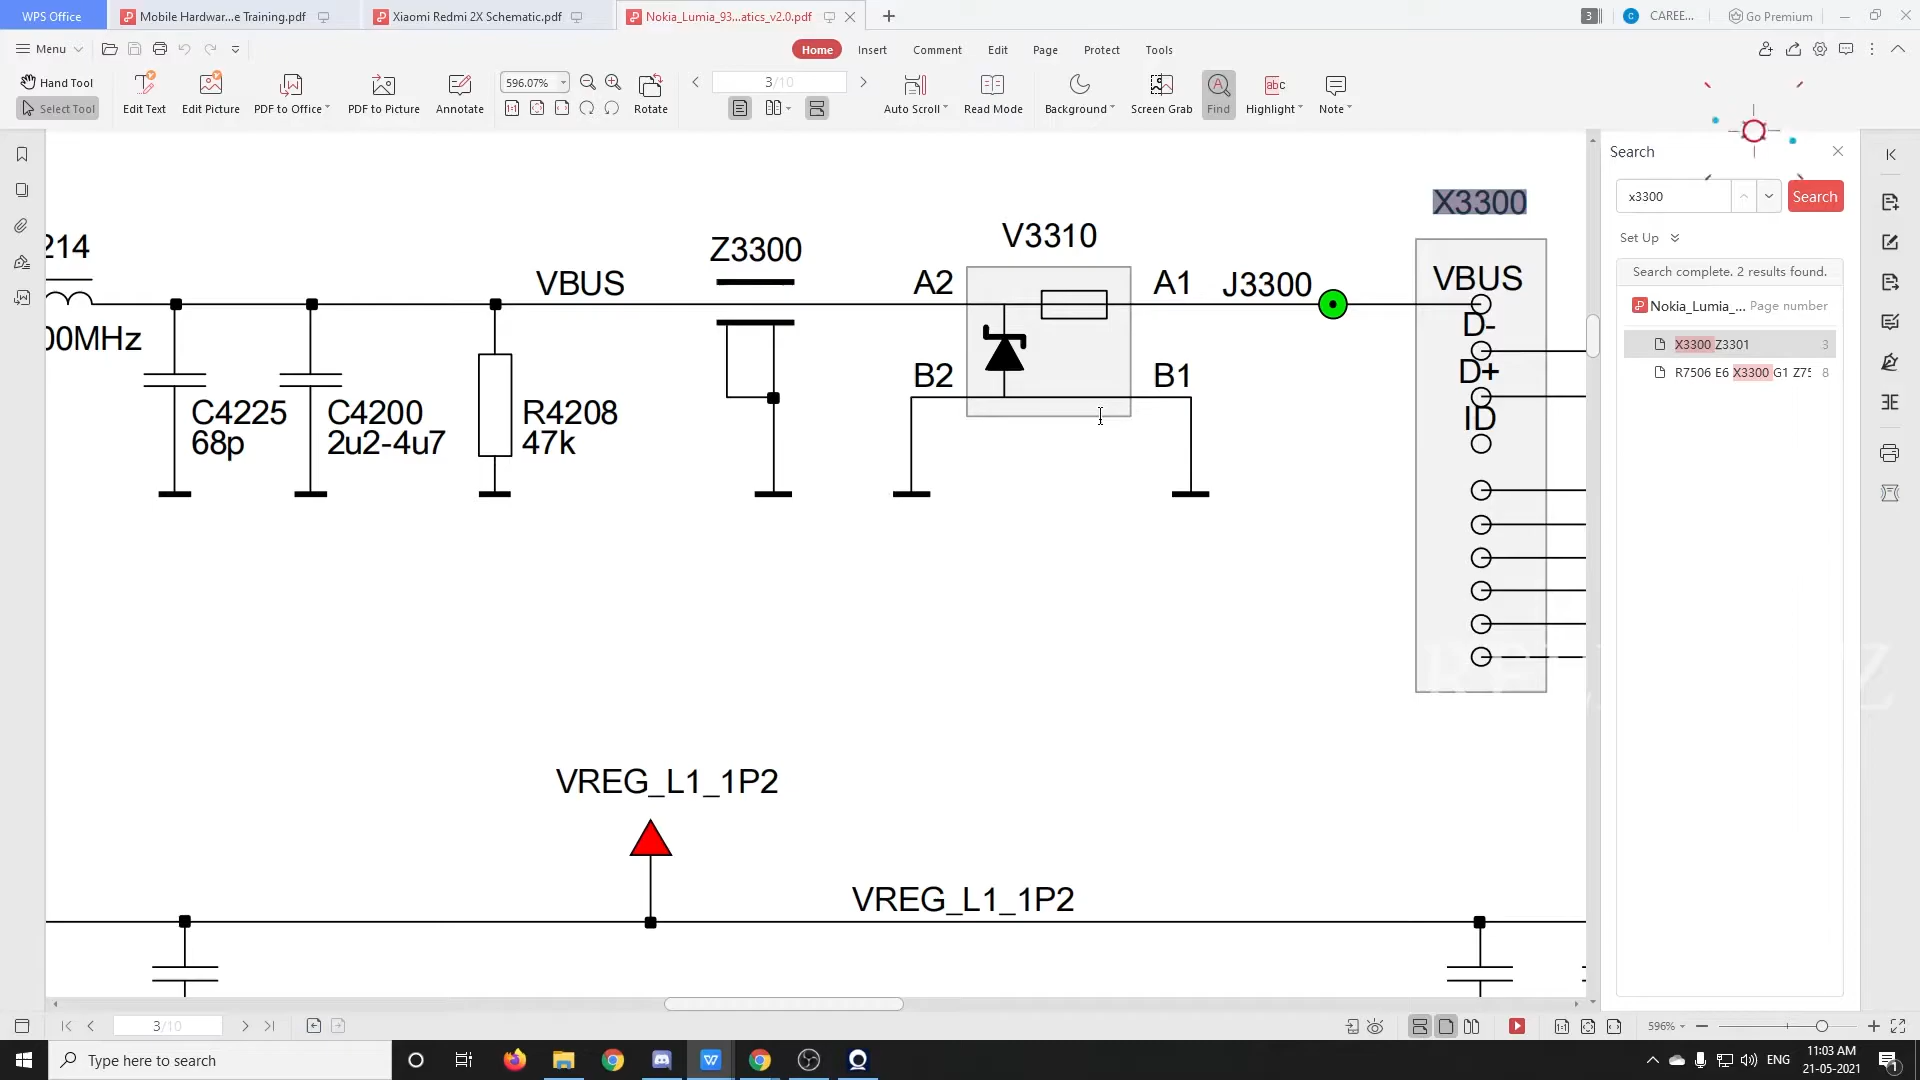 WPS Office
Mobile Hardwar...e Training.pdf
Xiaomi Redmi 2X Schematic.pdf
Nokia_Lumia_93...atics_v2.0.pdf
3
C
CAREE...
Go Premium
Menu
Home
Insert
Comment
Edit
Page
Protect
Tools
Hand Tool
Select Tool
Edit Text
Edit Picture
PDF to Office
PDF to Picture
Annotate
596.07%
Rotate
3/10
Auto Scroll
Read Mode
Background
Screen Grab
Find
Highlight
Note
214
00MHz
VBUS
Z3300
V3310
A2
A1
J3300
B2
B1
X3300
VBUS
D-
D+
ID
C4225
68p
C4200
2u2-4u7
R4208
47k
VREG_L1_1P2
VREG_L1_1P2
Search
x3300
Search
Set Up
Search complete. 2 results found.
Nokia_Lumia_... Page number
X3300 Z3301 3
R7506 E6 X3300 G1 Z75 8
3/10
596%
Type here to search
ENG
11:03 AM
21-05-2021
1